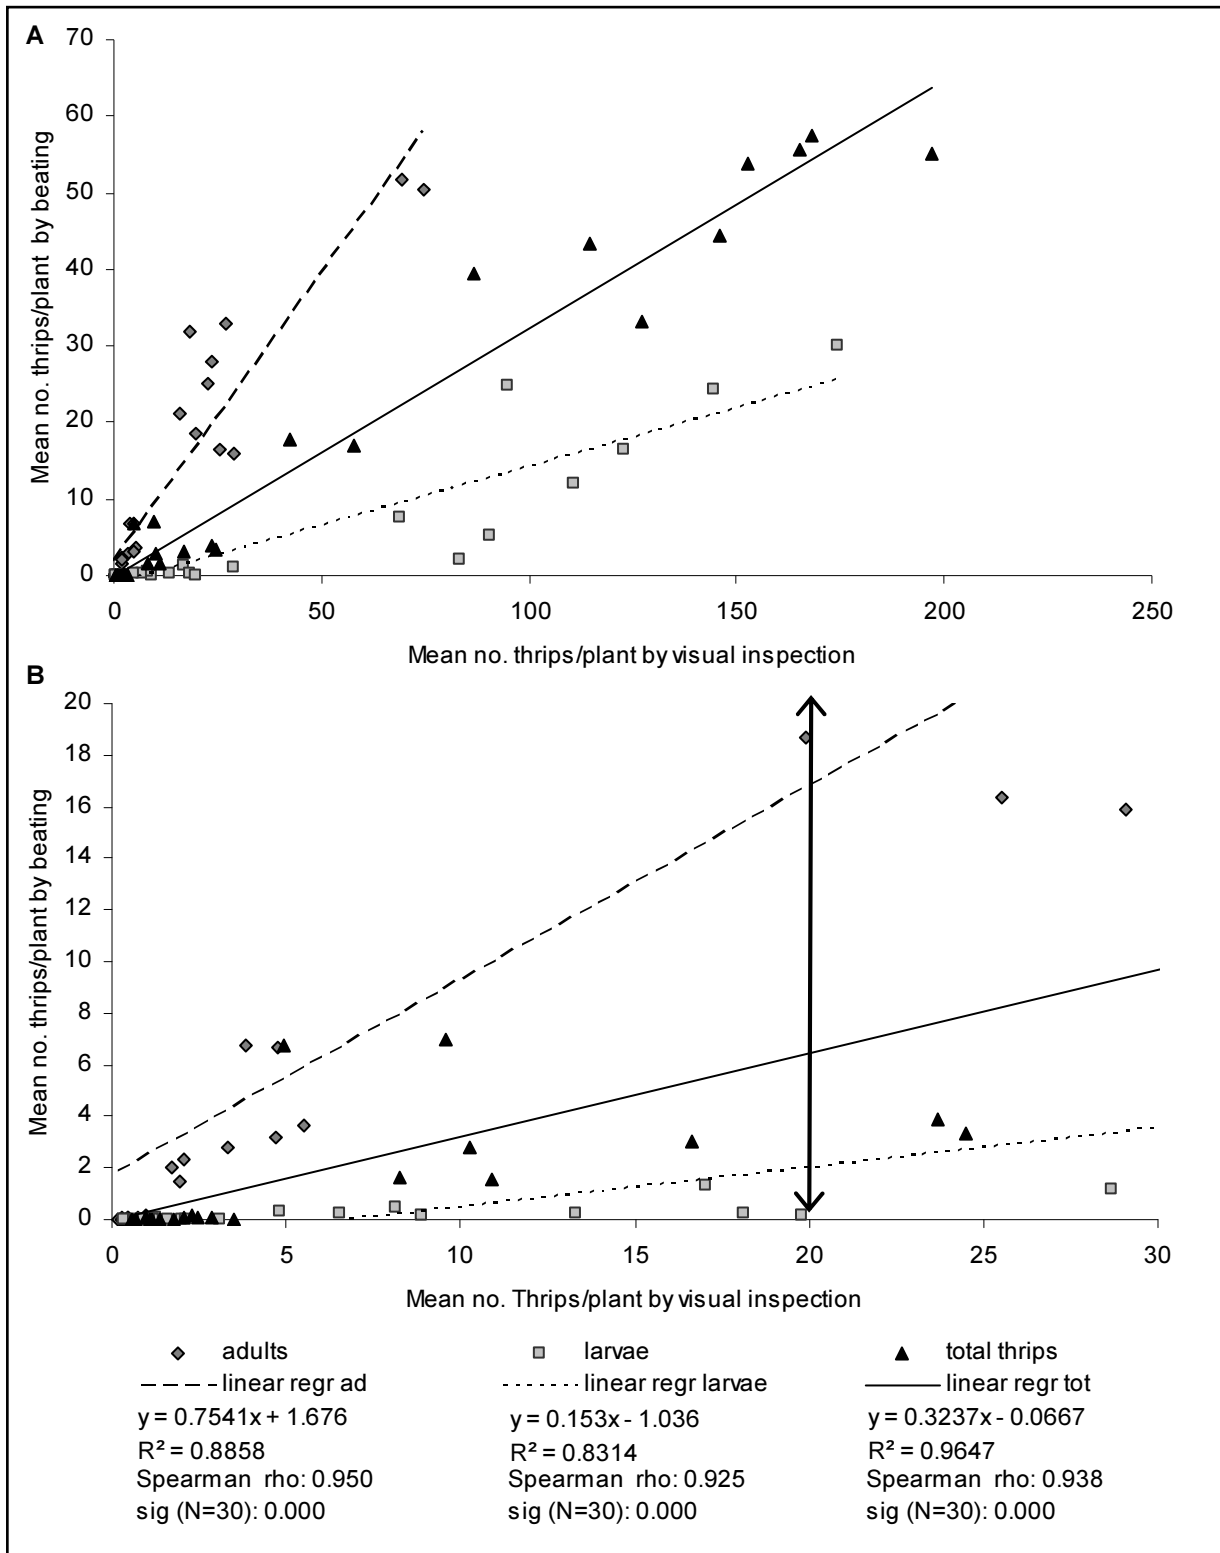 A
70
60
50
40
30
20
10
0
0 50 100 150 200 250
Mean no. thrips/plant by beating
Mean no. thrips/plant by visual inspection
B
20
18
16
14
12
10
8
6
4
2
0
0 5 10 15 20 25 30
Mean no. thrips/plant by beating
Mean no. Thrips/plant by visual inspection
adults larvae total thrips
linear regr ad linear regr larvae linear regr tot
y = 0.7541x + 1.676 y = 0.153x - 1.036 y = 0.3237x - 0.0667
R² = 0.8858 R² = 0.8314 R² = 0.9647
Spearman rho: 0.950 Spearman rho: 0.925 Spearman rho: 0.938
sig (N=30): 0.000 sig (N=30): 0.000 sig (N=30): 0.000